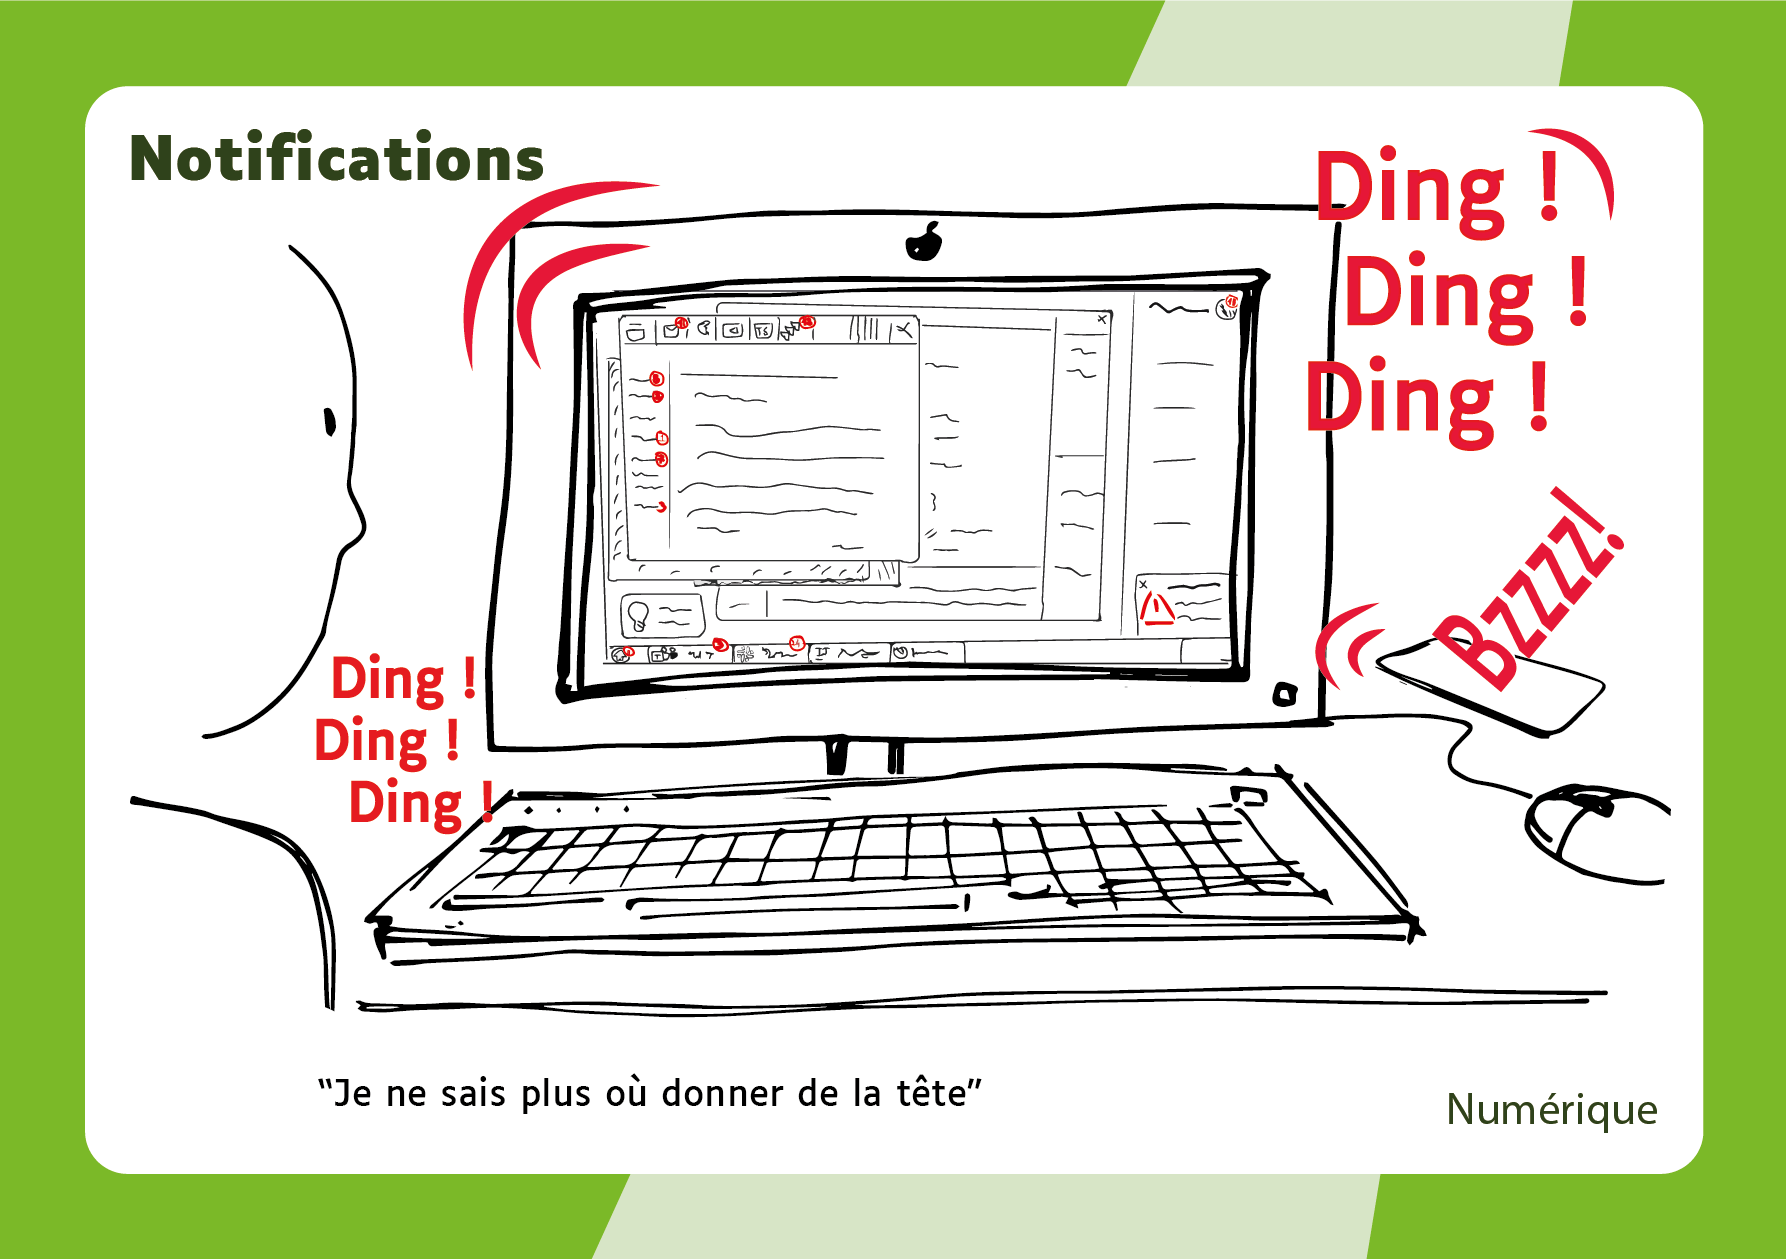 Notifications
Ding !
Ding !
Ding !
Bzzzz!
Ding !
Ding !
Ding !
“Je ne sais plus où donner de la tête”
Numérique